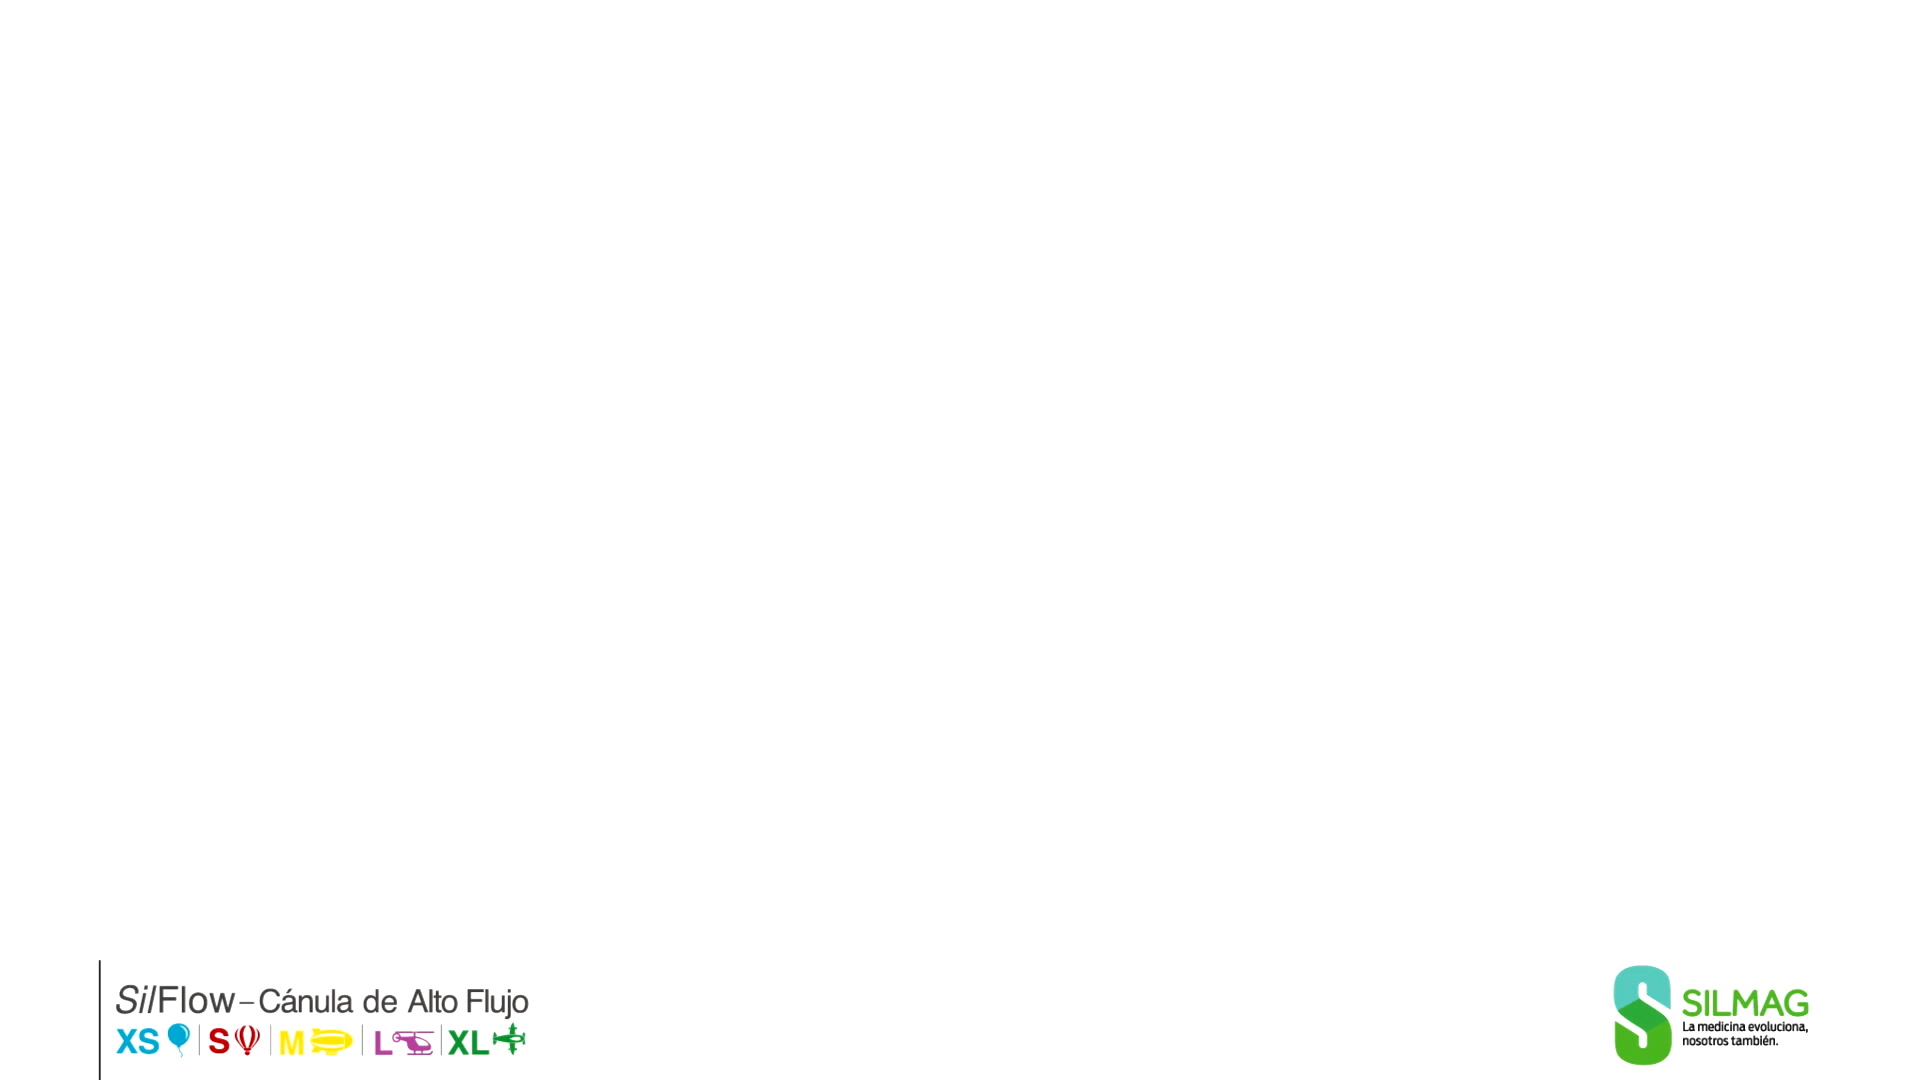 SilFlow – Cánula de Alto Flujo
XS S M L XL
SILMAG
La medicina evoluciona,
nosotros también.